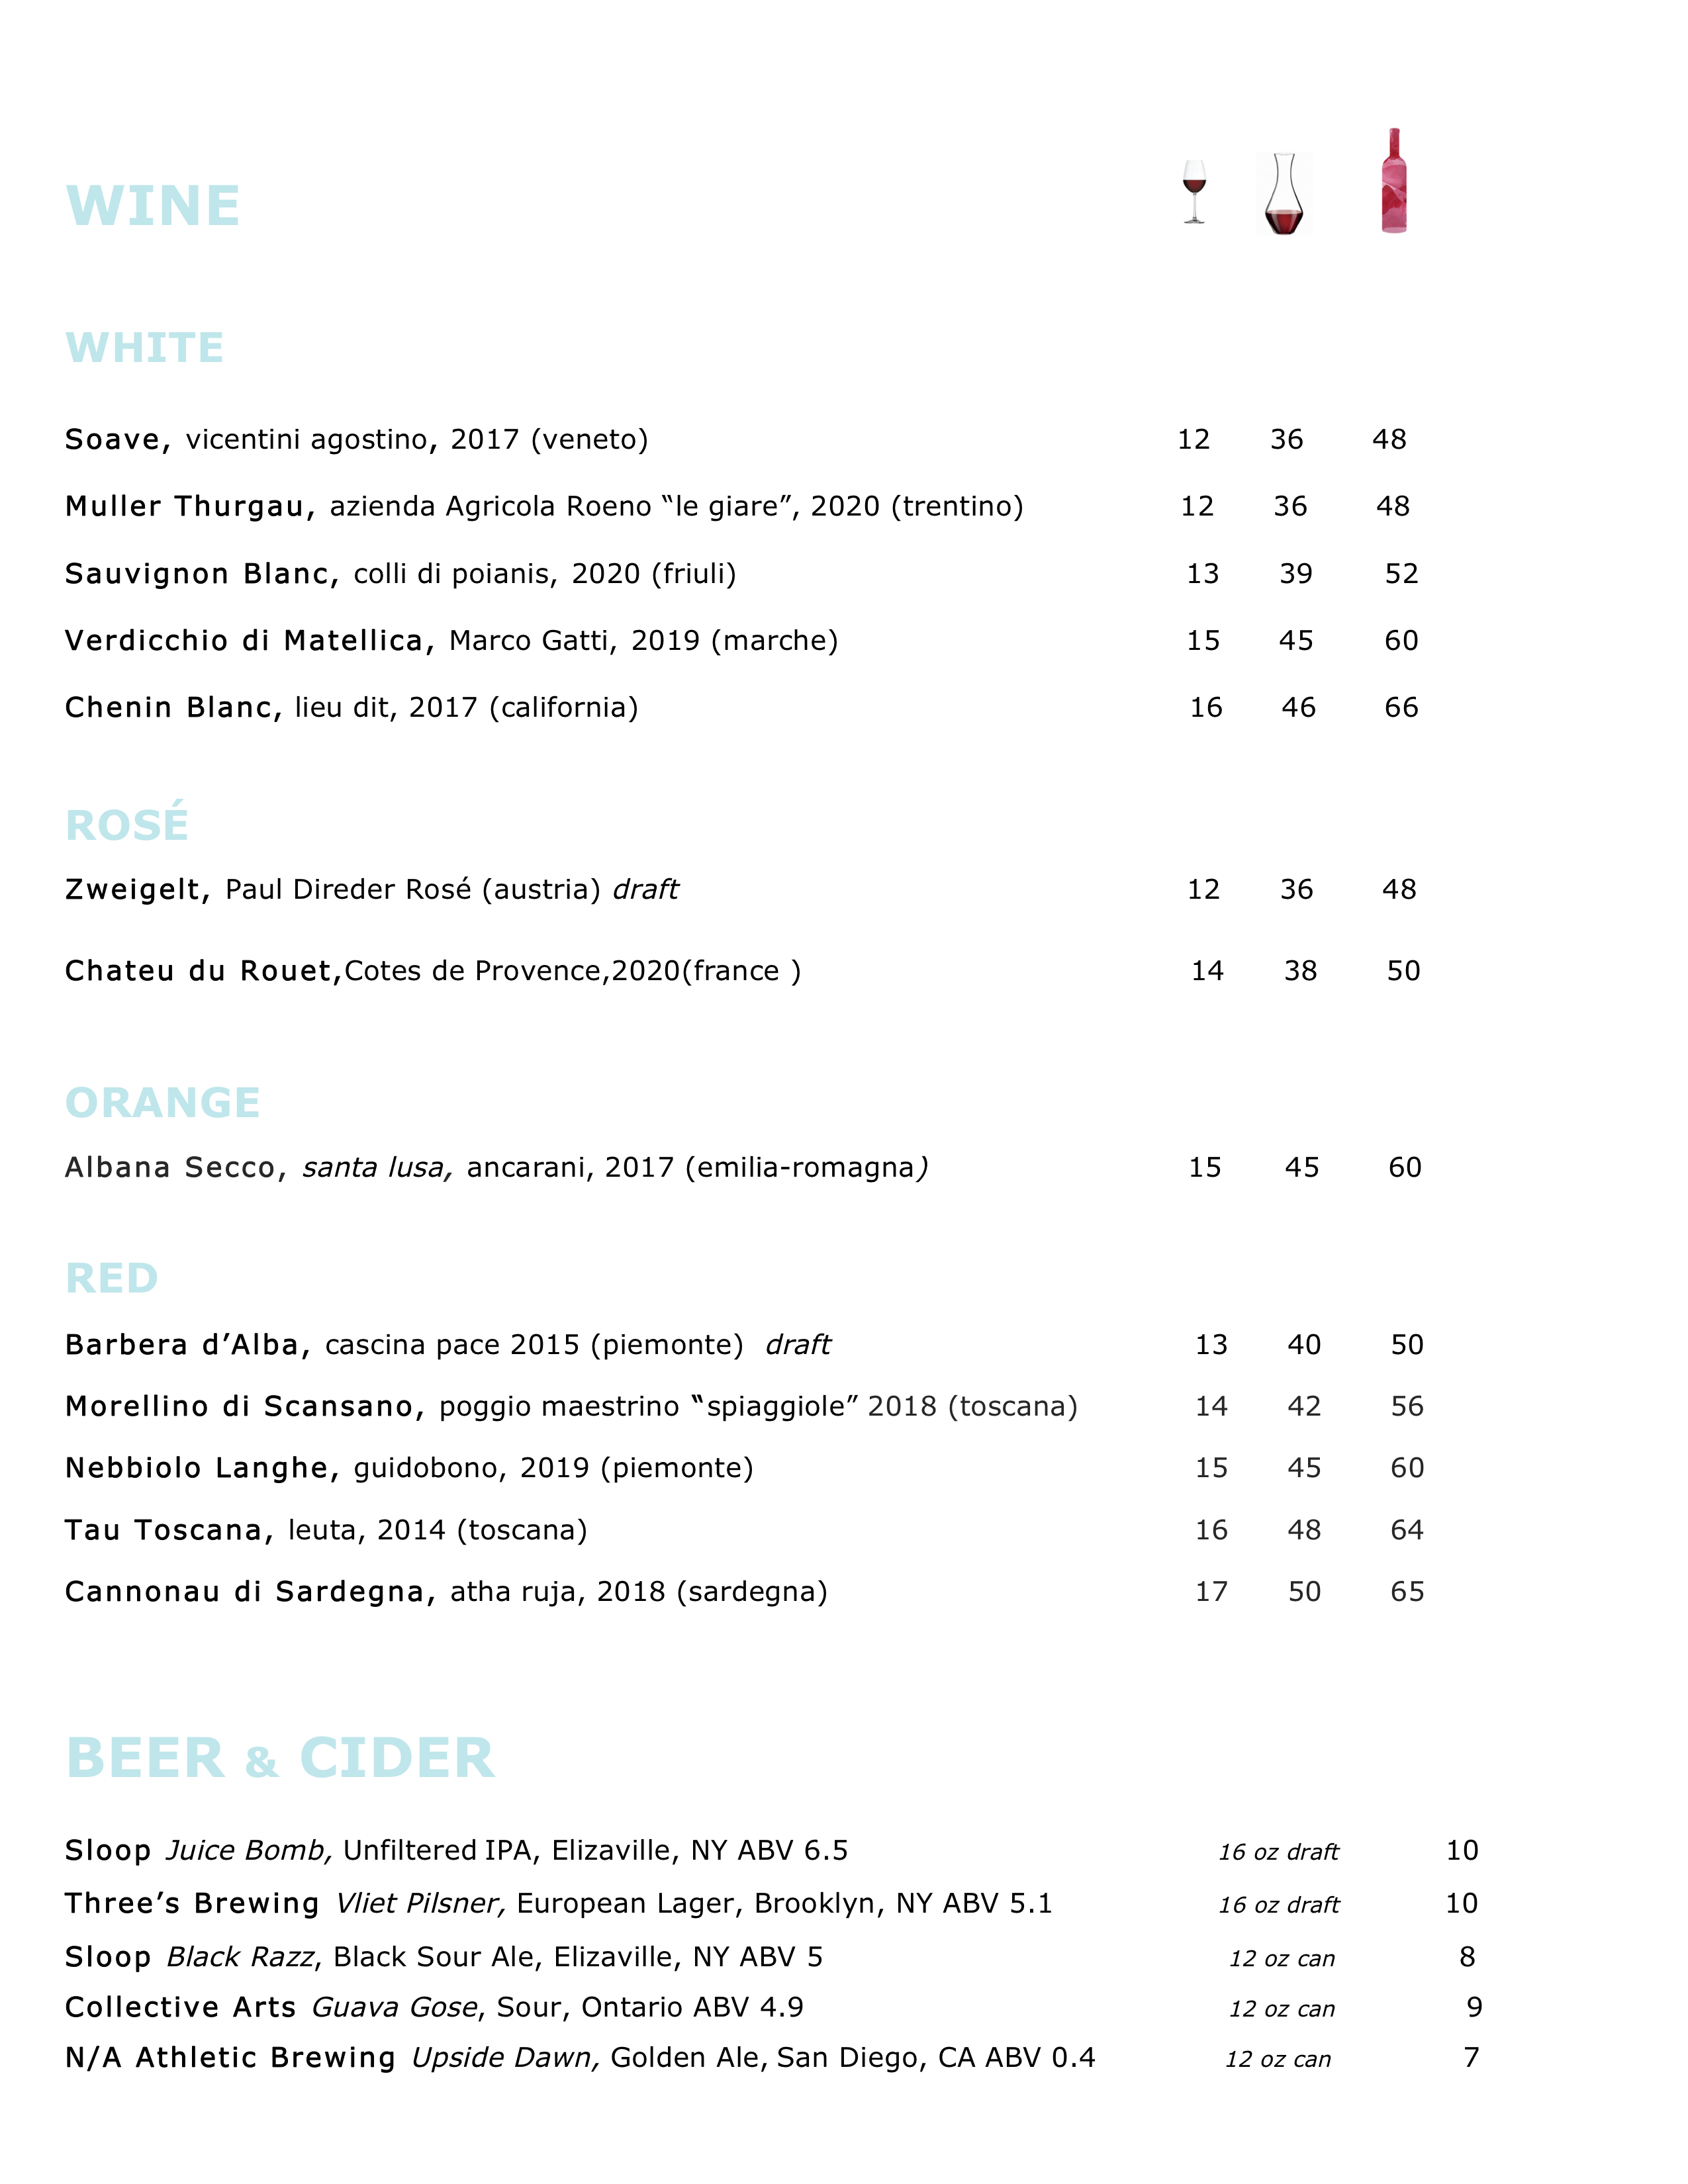 WINE
WHITE
Soave, vicentini agostino, 2017 (veneto) 12 36 48
Muller Thurgau, azienda Agricola Roeno “le giare”, 2020 (trentino) 12 36 48
Sauvignon Blanc, colli di poianis, 2020 (friuli) 13 39 52
Verdicchio di Matellica, Marco Gatti, 2019 (marche) 15 45 60
Chenin Blanc, lieu dit, 2017 (california) 16 46 66
ROSÉ
Zweigelt, Paul Direder Rosé (austria) draft 12 36 48
Chateu du Rouet,Cotes de Provence,2020(france ) 14 38 50
ORANGE
Albana Secco, santa lusa, ancarani, 2017 (emilia-romagna) 15 45 60
RED
Barbera d’Alba, cascina pace 2015 (piemonte) draft 13 40 50
Morellino di Scansano, poggio maestrino “spiaggiole” 2018 (toscana) 14 42 56
Nebbiolo Langhe, guidobono, 2019 (piemonte) 15 45 60
Tau Toscana, leuta, 2014 (toscana) 16 48 64
Cannonau di Sardegna, atha ruja, 2018 (sardegna) 17 50 65
BEER & CIDER
Sloop Juice Bomb, Unfiltered IPA, Elizaville, NY ABV 6.5 16 oz draft 10
Three’s Brewing Vliet Pilsner, European Lager, Brooklyn, NY ABV 5.1 16 oz draft 10
Sloop Black Razz, Black Sour Ale, Elizaville, NY ABV 5 12 oz can 8
Collective Arts Guava Gose, Sour, Ontario ABV 4.9 12 oz can 9
N/A Athletic Brewing Upside Dawn, Golden Ale, San Diego, CA ABV 0.4 12 oz can 7